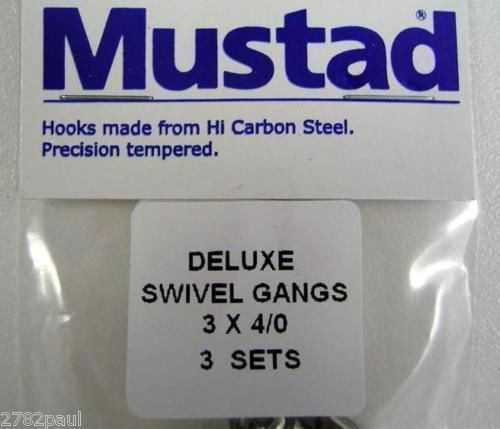 Mustad®
Hooks made from Hi Carbon Steel.
Precision tempered.
DELUXE
SWIVEL GANGS
3 X 4/0
3 SETS
2782paul